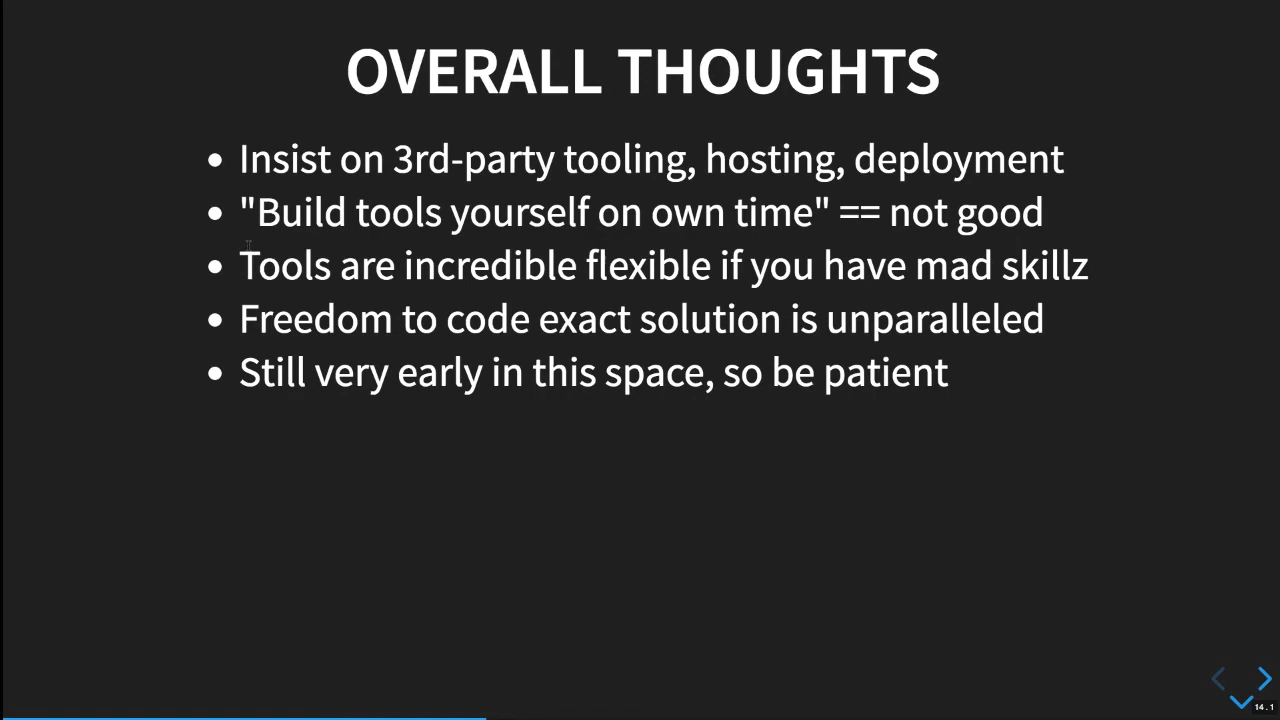 OVERALL THOUGHTS
• Insist on 3rd-party tooling, hosting, deployment
• "Build tools yourself on own time" == not good
• Tools are incredible flexible if you have mad skillz
• Freedom to code exact solution is unparalleled
• Still very early in this space, so be patient
14.1